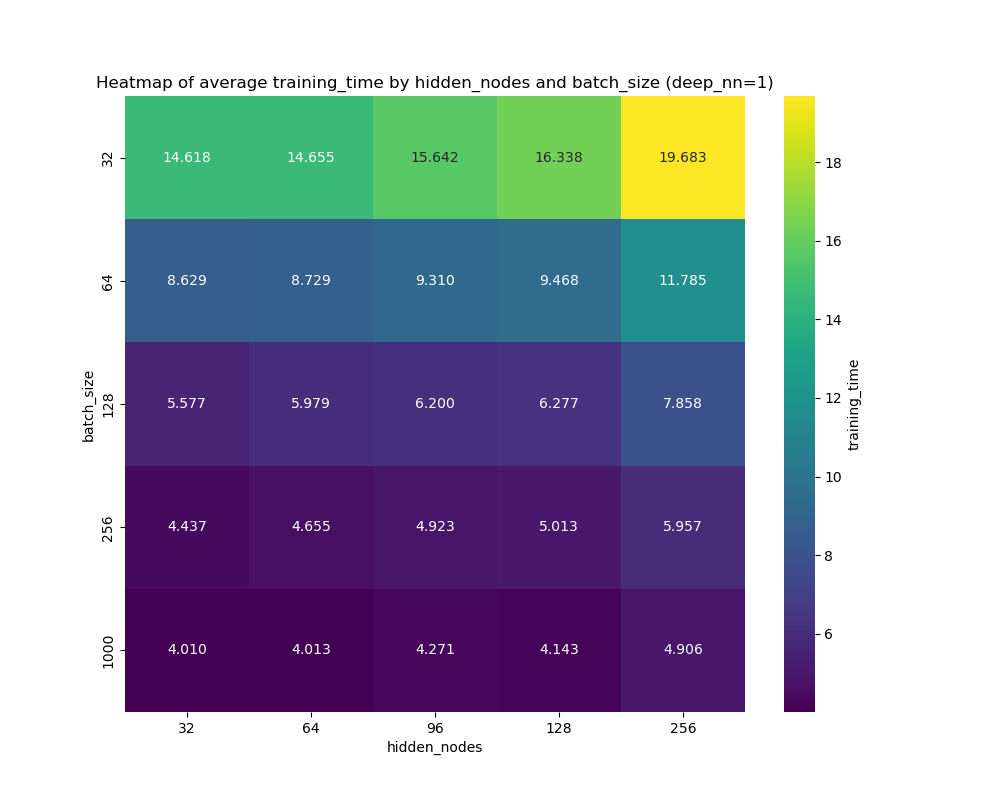 Heatmap of average training_time by hidden_nodes and batch_size (deep_nn=1)
32 14.618 14.655 15.642 16.338 19.683
64 8.629 8.729 9.310 9.468 11.785
128 5.577 5.979 6.200 6.277 7.858
256 4.437 4.655 4.923 5.013 5.957
1000 4.010 4.013 4.271 4.143 4.906
32 64 96 128 256
hidden_nodes
batch_size
18
16
14
12
10
8
6
training_time